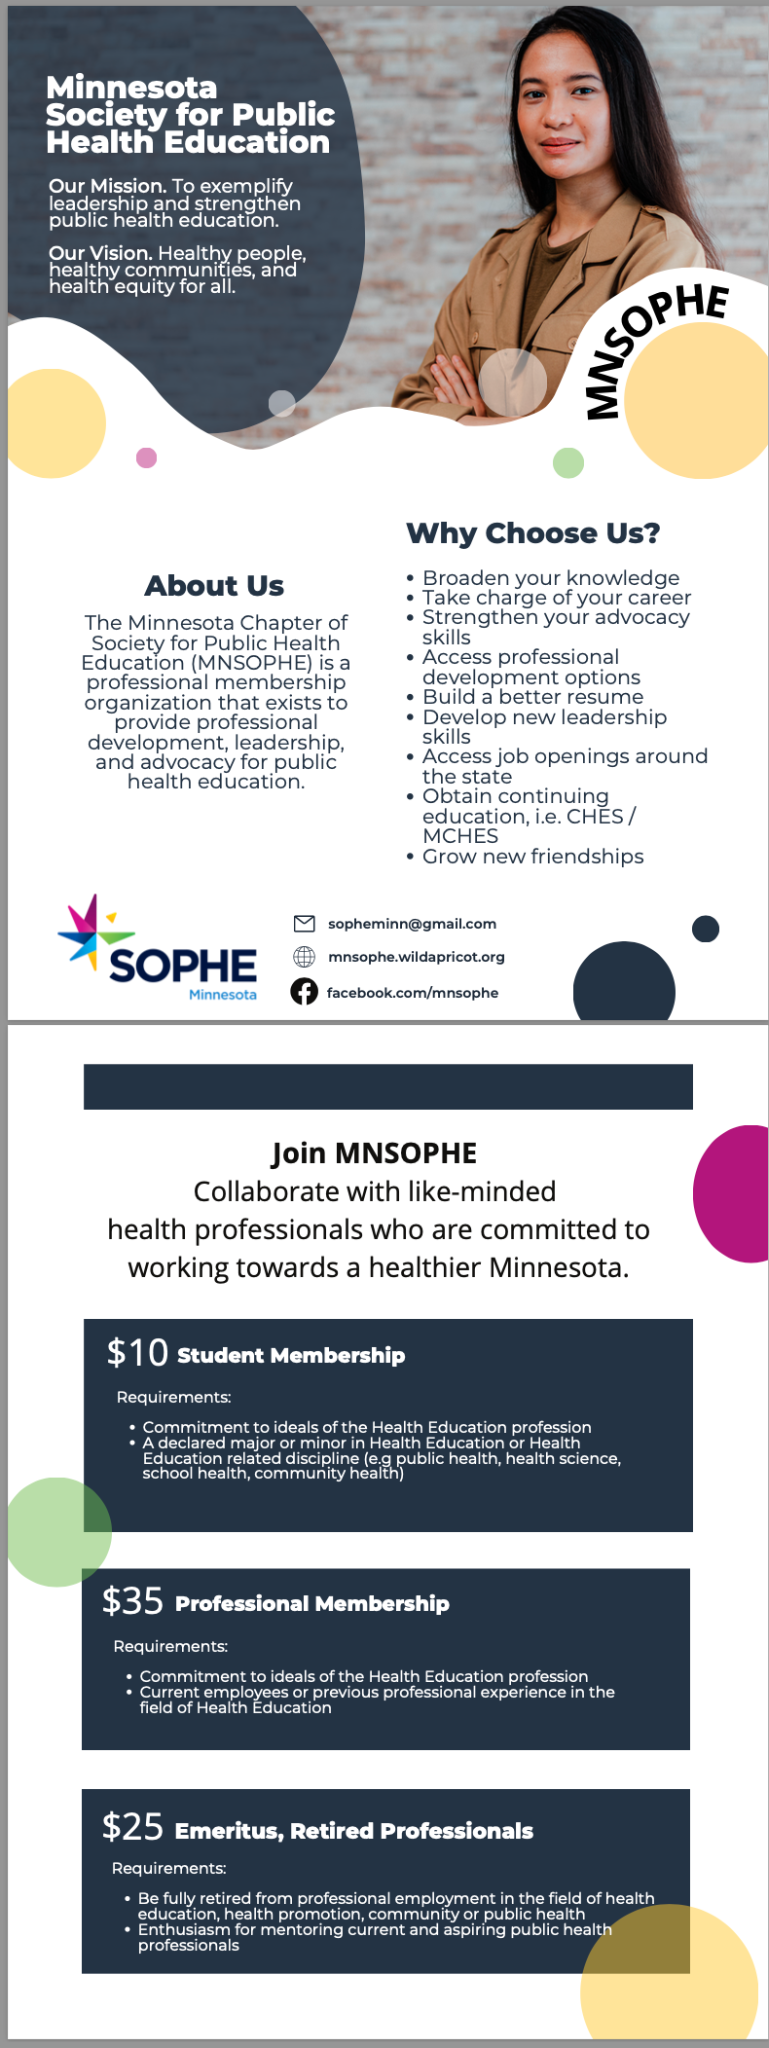 Minnesota
Society for Public
Health Education
Our Mission. To exemplify
leadership and strengthen
public health education.
Our Vision. Healthy people,
healthy communities, and
health equity for all.
MNSOPHE
About Us
The Minnesota Chapter of
Society for Public Health
Education (MNSOPHE) is a
professional membership
organization that exists to
provide professional
development, leadership,
and advocacy for public
health education.
Why Choose Us?
• Broaden your knowledge
• Take charge of your career
• Strengthen your advocacy
skills
• Access professional
development options
• Build a better resume
• Develop new leadership
skills
• Access job openings around
the state
• Obtain continuing
education, i.e. CHES /
MCHES
• Grow new friendships
SOPHE
Minnesota
sopheminn@gmail.com
mnsophe.wildapricot.org
facebook.com/mnsophe
Join MNSOPHE
Collaborate with like-minded
health professionals who are committed to
working towards a healthier Minnesota.
$10 Student Membership
Requirements:
• Commitment to ideals of the Health Education profession
• A declared major or minor in Health Education or Health
Education related discipline (e.g public health, health science,
school health, community health)
$35 Professional Membership
Requirements:
• Commitment to ideals of the Health Education profession
• Current employees or previous professional experience in the
field of Health Education
$25 Emeritus, Retired Professionals
Requirements:
• Be fully retired from professional employment in the field of health
education, health promotion, community or public health
• Enthusiasm for mentoring current and aspiring public health
professionals